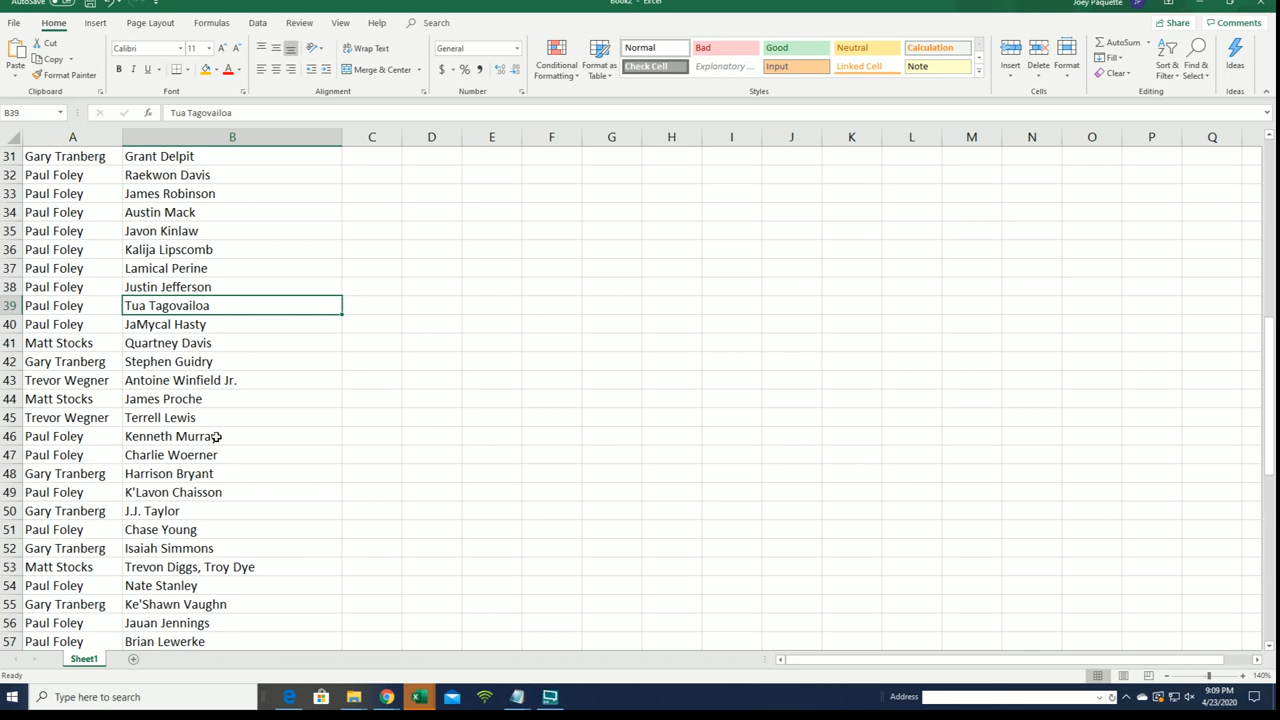 AutoSave Off Book2 - Excel Joey Paquette JP
File Home Insert Page Layout Formulas Data Review View Help Search Share Comments
Paste Cut Copy Format Painter Clipboard
Calibri 11 A A B I U A Font
Wrap Text Merge & Center Alignment
General $ % , Number
Conditional Formatting Format as Table
Normal Bad Good Neutral Calculation
Check Cell Explanatory ... Input Linked Cell Note
Styles
Insert Delete Format Cells
AutoSum Fill Clear Sort & Filter Find & Select Editing
Ideas Ideas
B39 fx Tua Tagovailoa
A B C D E F G H I J K L M N O P Q
31 Gary Tranberg Grant Delpit
32 Paul Foley Raekwon Davis
33 Paul Foley James Robinson
34 Paul Foley Austin Mack
35 Paul Foley Javon Kinlaw
36 Paul Foley Kalija Lipscomb
37 Paul Foley Lamical Perine
38 Paul Foley Justin Jefferson
39 Paul Foley Tua Tagovailoa
40 Paul Foley JaMycal Hasty
41 Matt Stocks Quartney Davis
42 Gary Tranberg Stephen Guidry
43 Trevor Wegner Antoine Winfield Jr.
44 Matt Stocks James Proche
45 Trevor Wegner Terrell Lewis
46 Paul Foley Kenneth Murray
47 Paul Foley Charlie Woerner
48 Gary Tranberg Harrison Bryant
49 Paul Foley K'Lavon Chaisson
50 Gary Tranberg J.J. Taylor
51 Paul Foley Chase Young
52 Gary Tranberg Isaiah Simmons
53 Matt Stocks Trevon Diggs, Troy Dye
54 Paul Foley Nate Stanley
55 Gary Tranberg Ke'Shawn Vaughn
56 Paul Foley Jauan Jennings
57 Paul Foley Brian Lewerke
Sheet1
Ready 140%
Type here to search Address 9:09 PM
4/23/2020